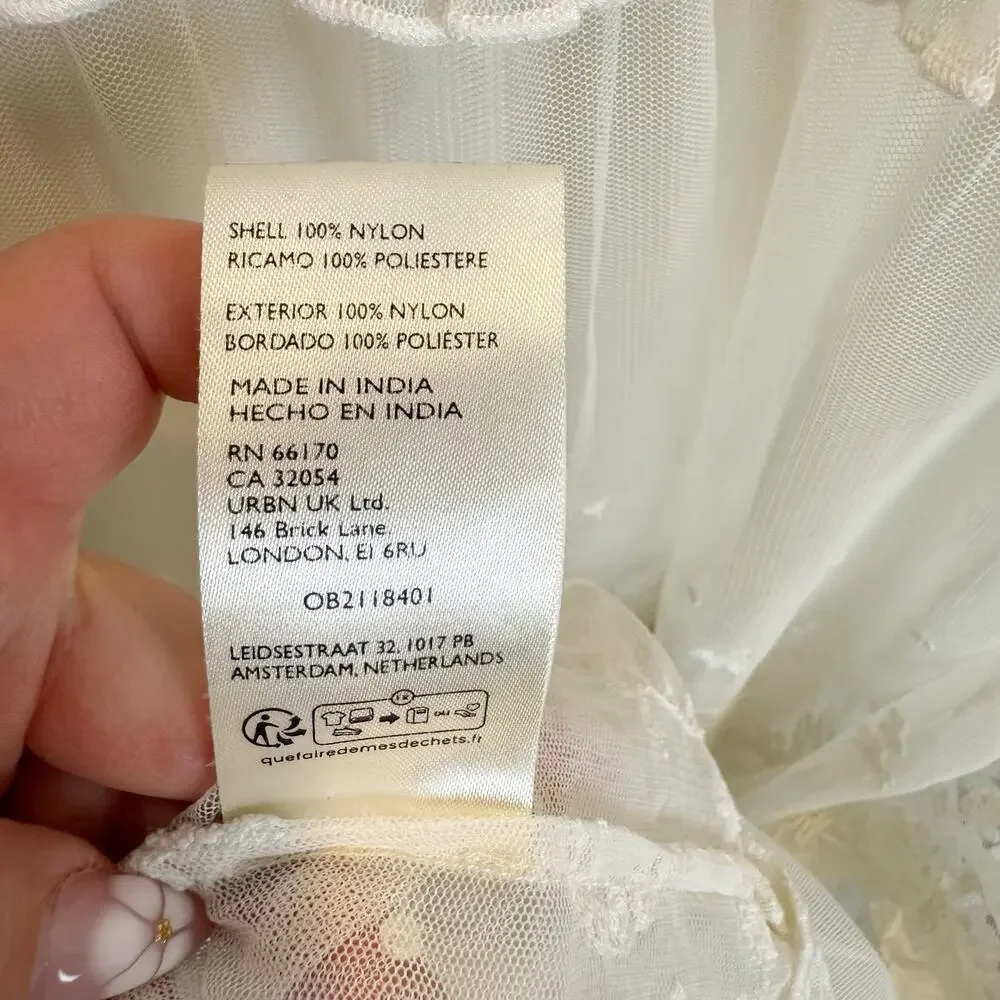 SHELL 100% NYLON
RICAMO 100% POLIESTERE
EXTERIOR 100% NYLON
BORDADO 100% POLIÉSTER
MADE IN INDIA
HECHO EN INDIA
RN 66170
CA 32054
URBN UK Ltd.
146 Brick Lane,
LONDON, E1 6RU
OB2118401
LEIDSESTRAAT 32, 1017 PB
AMSTERDAM, NETHERLANDS
FR
OU
quefairedemesdechets.fr